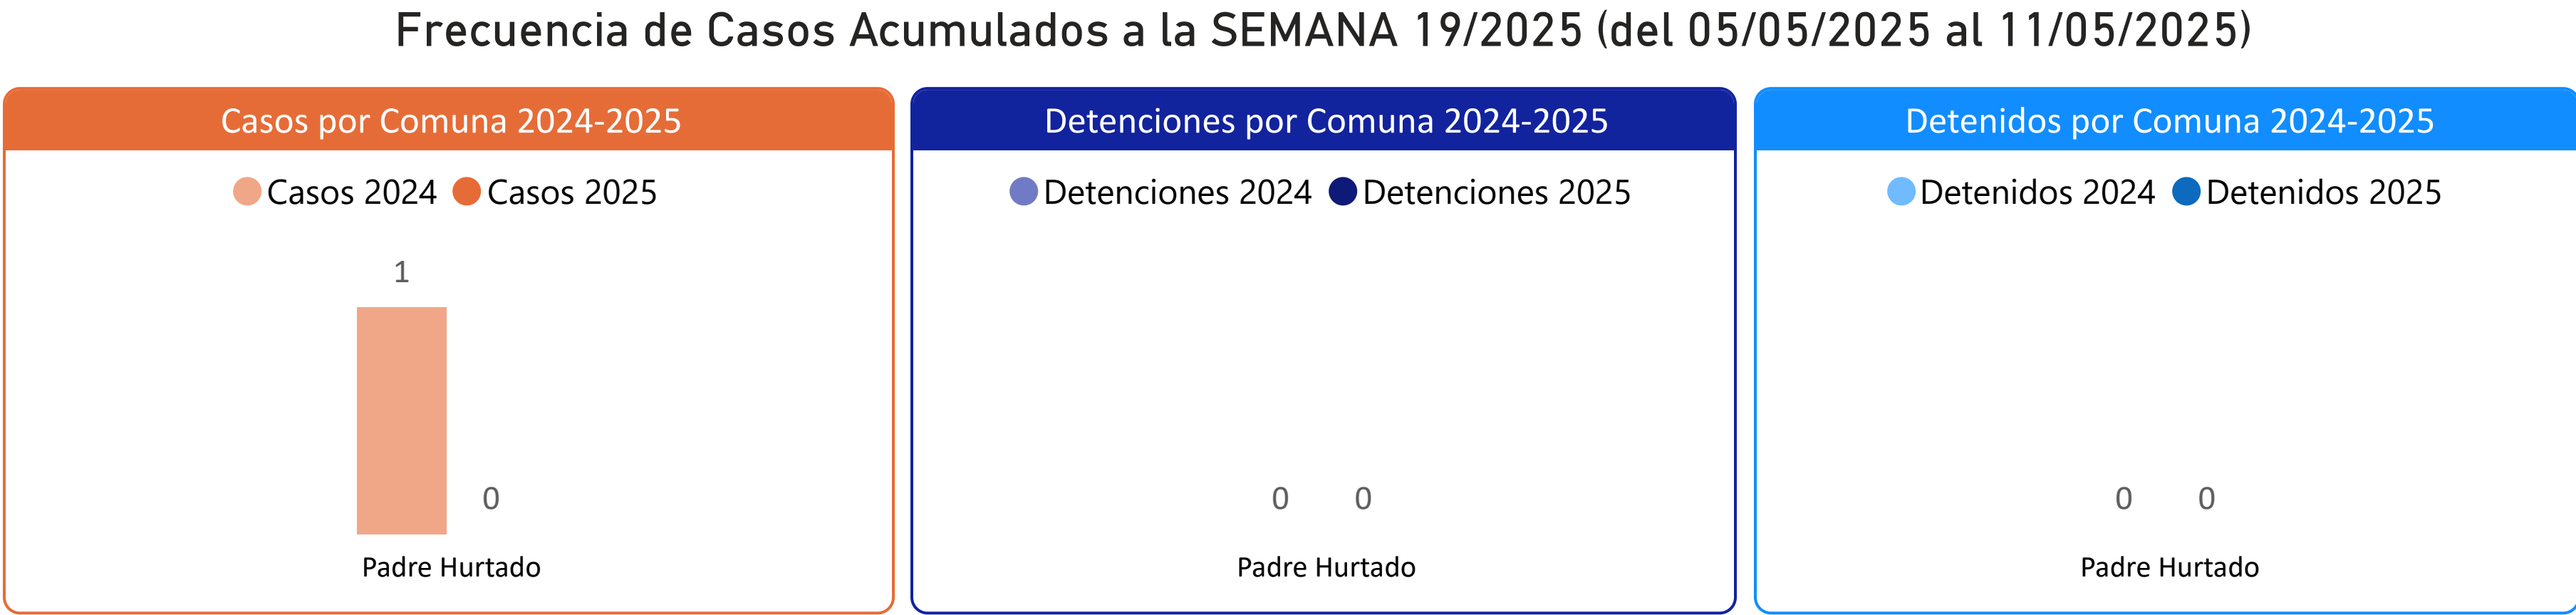 Frecuencia de Casos Acumulados a la SEMANA 19/2025 (del 05/05/2025 al 11/05/2025)
Casos por Comuna 2024-2025
Casos 2024 Casos 2025
1
0
Padre Hurtado
Detenciones por Comuna 2024-2025
Detenciones 2024 Detenciones 2025
0 0
Padre Hurtado
Detenidos por Comuna 2024-2025
Detenidos 2024 Detenidos 2025
0 0
Padre Hurtado